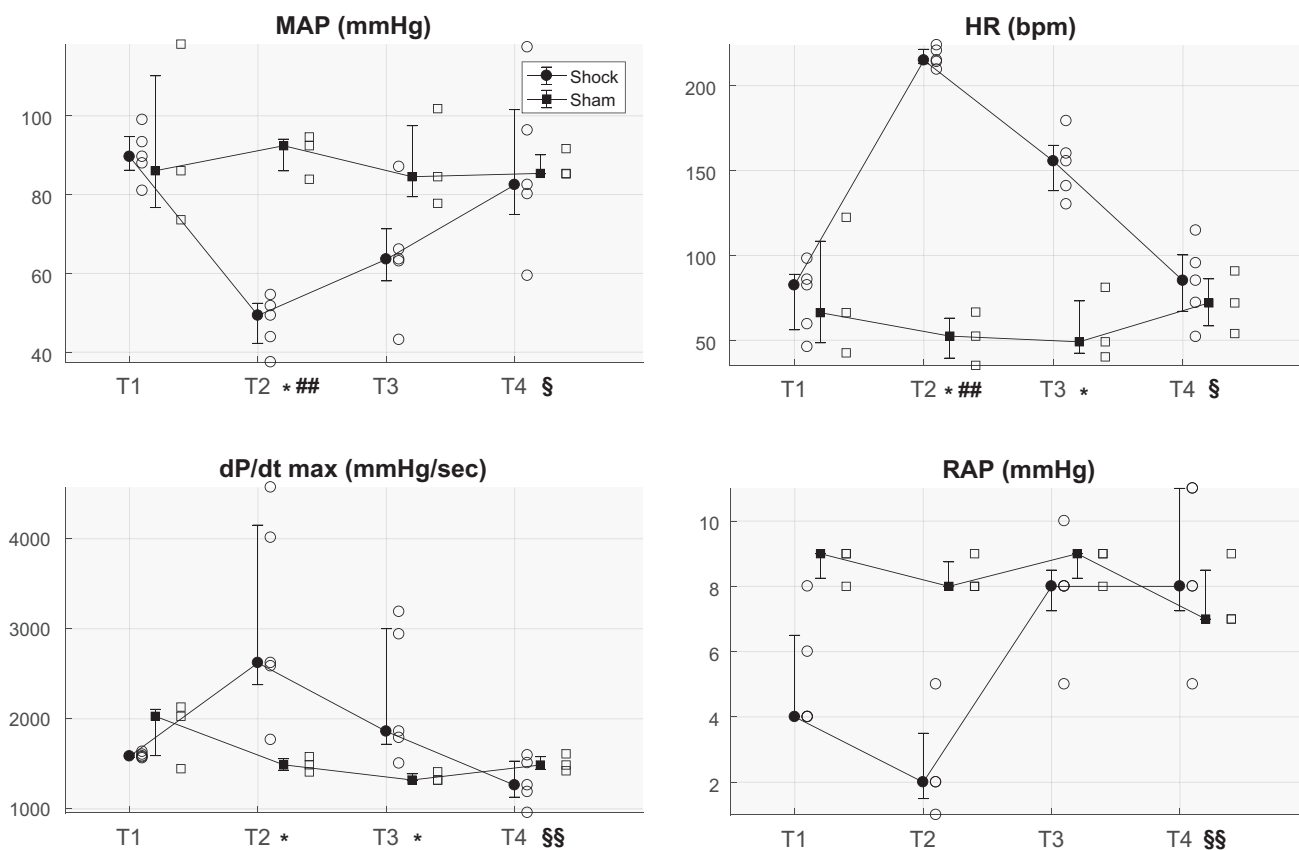 MAP (mmHg)
100
80
60
40
Shock
Sham
T1 T2 * ## T3 T4 §
HR (bpm)
200
150
100
50
T1 T2 * ## T3 * T4 §
dP/dt max (mmHg/sec)
4000
3000
2000
1000
T1 T2 * T3 * T4 §§
RAP (mmHg)
10
8
6
4
2
T1 T2 T3 T4 §§